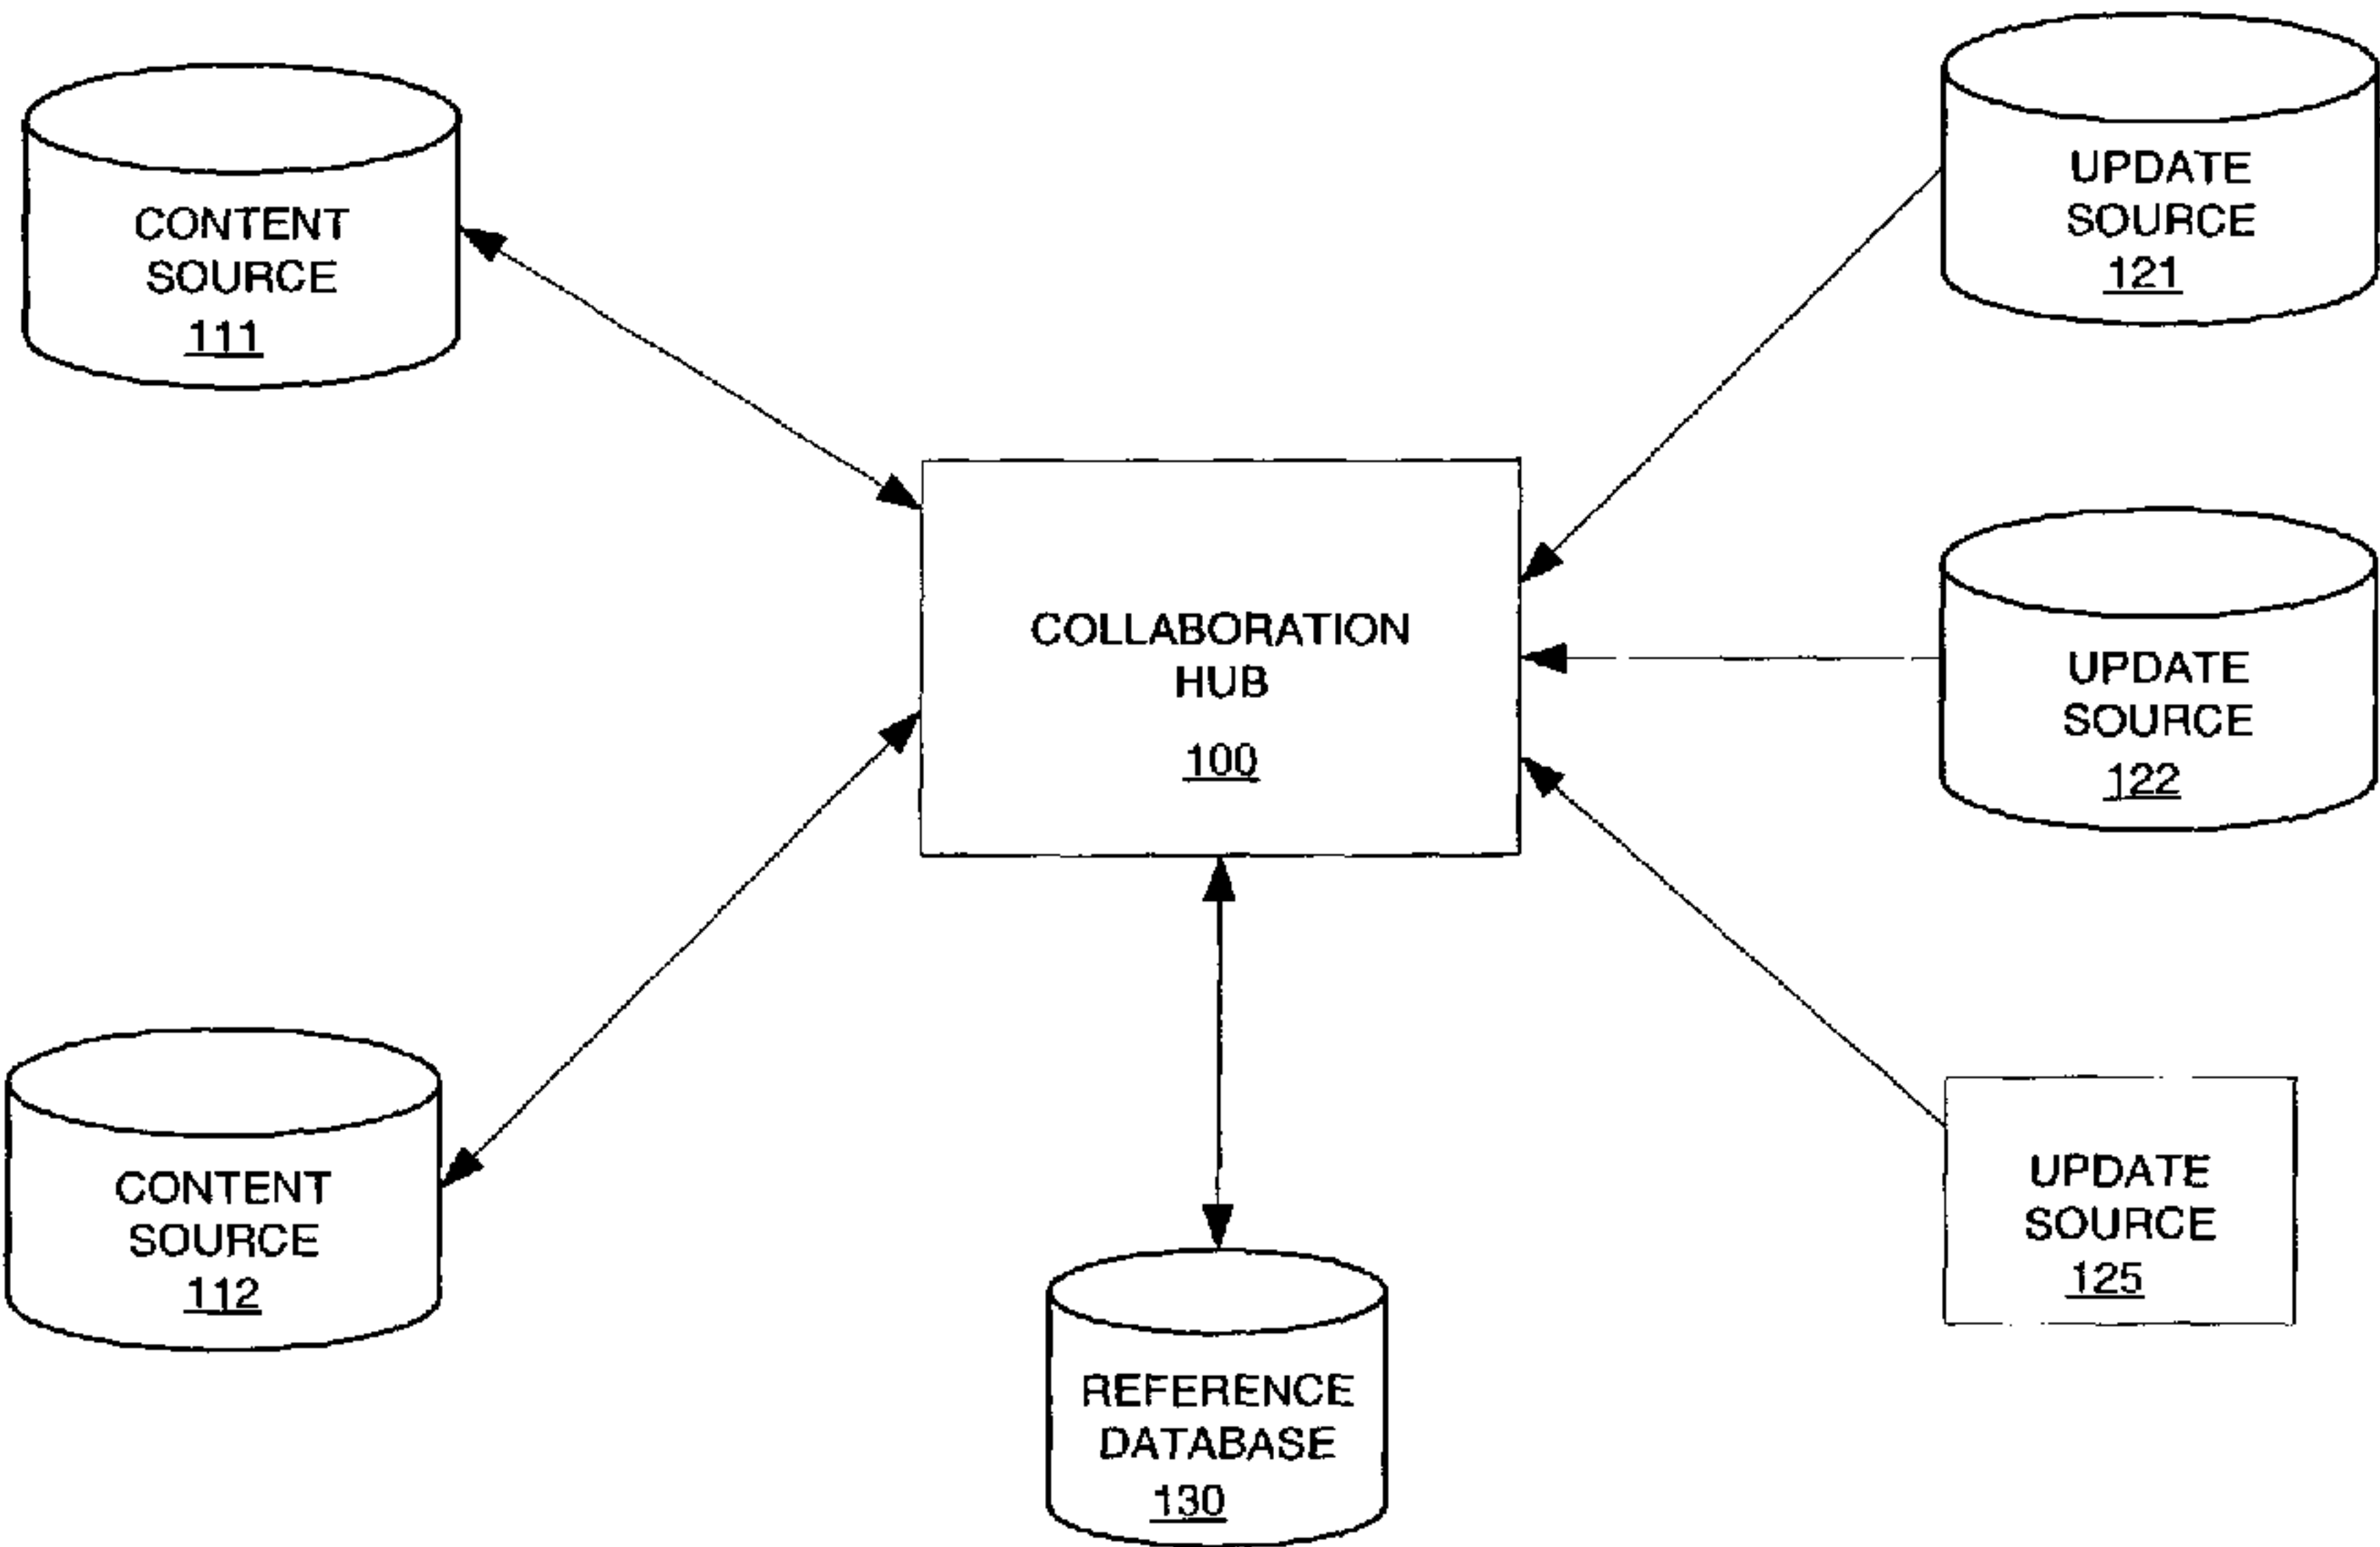 CONTENT
SOURCE
111
UPDATE
SOURCE
121
COLLABORATION
HUB
100
UPDATE
SOURCE
122
CONTENT
SOURCE
112
UPDATE
SOURCE
125
REFERENCE
DATABASE
130